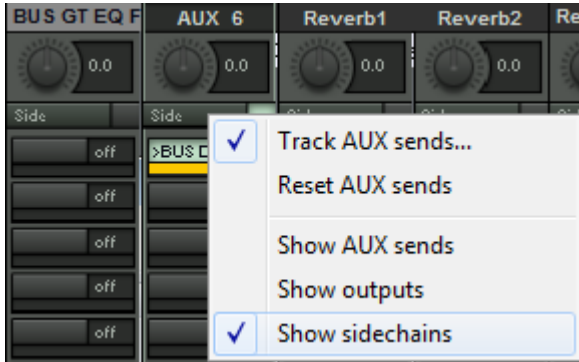 BUS GT EQ F AUX 6 Reverb1 Reverb2 Re
0.0 0.0 0.0 0.0
Side Side
off >BUS D
off
off
off
off
Track AUX sends...
Reset AUX sends
Show AUX sends
Show outputs
Show sidechains